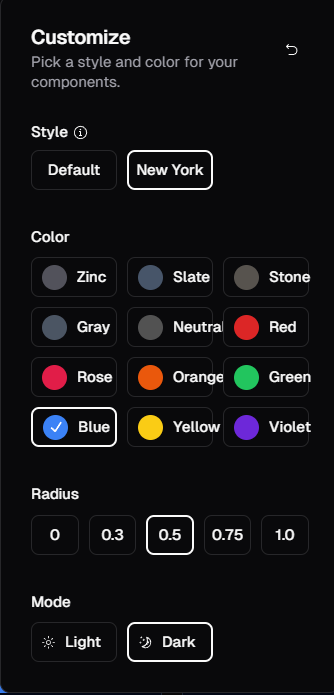 Customize
Pick a style and color for your
components.
Style
Default New York
Color
Zinc Slate Stone
Gray Neutral Red
Rose Orange Green
Blue Yellow Violet
Radius
0 0.3 0.5 0.75 1.0
Mode
Light Dark